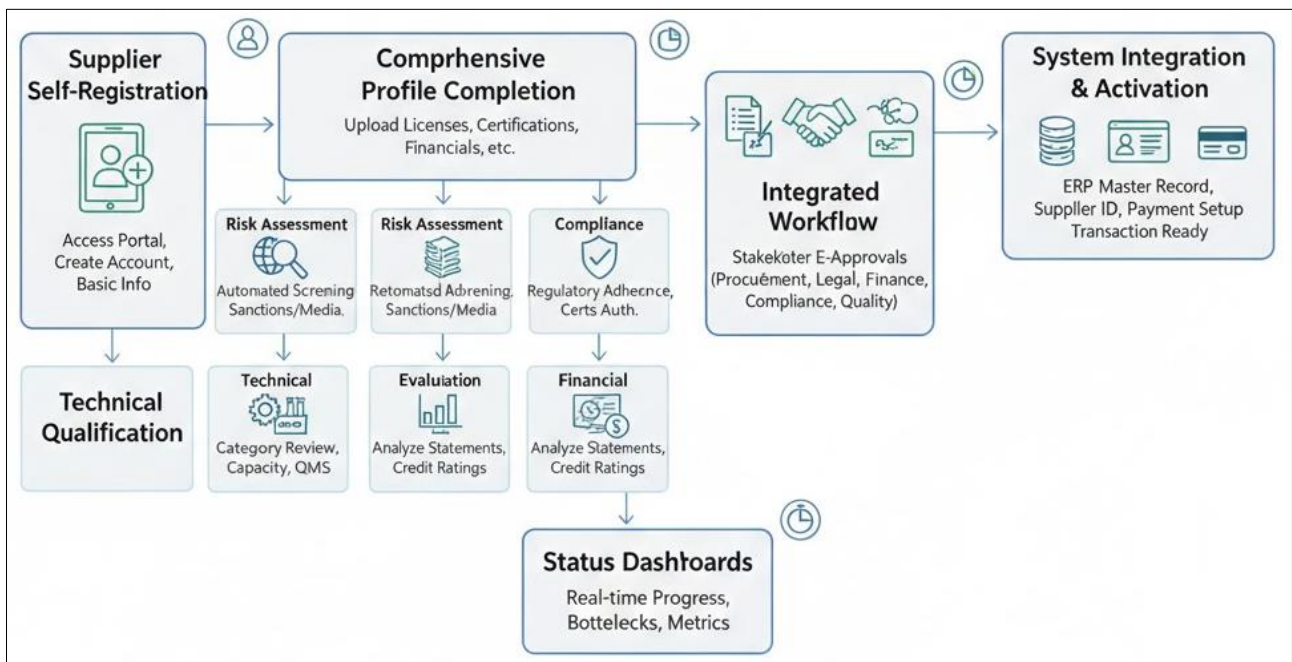 Supplier
Self-Registration
Access Portal,
Create Account,
Basic Info
Comprhensive
Profile Completion
Upload Licenses, Certifications,
Financials, etc.
Integrated
Workflow
Stakekoter E-Approvals
(Procuément, Legal, Finance,
Compliance, Quality)
System Integration
& Activation
ERP Master Record,
Suppller ID, Payment Setup
Transaction Ready
Risk Assessment
Automated Screening
Sanctions/Media.
Risk Assessment
Retomatsd Adrening.
Sanctions/Media
Compliance
Regulatory Adhecnce,
Certs Auth.
Technical
Qualification
Technical
Category Review,
Capacity, QMS
Evaluation
Analyze Statements,
Credit Ratings
Financial
Analyze Statements,
Credit Ratings
$
Status Dashboards
Real-time Progress,
Bottelecks, Metrics